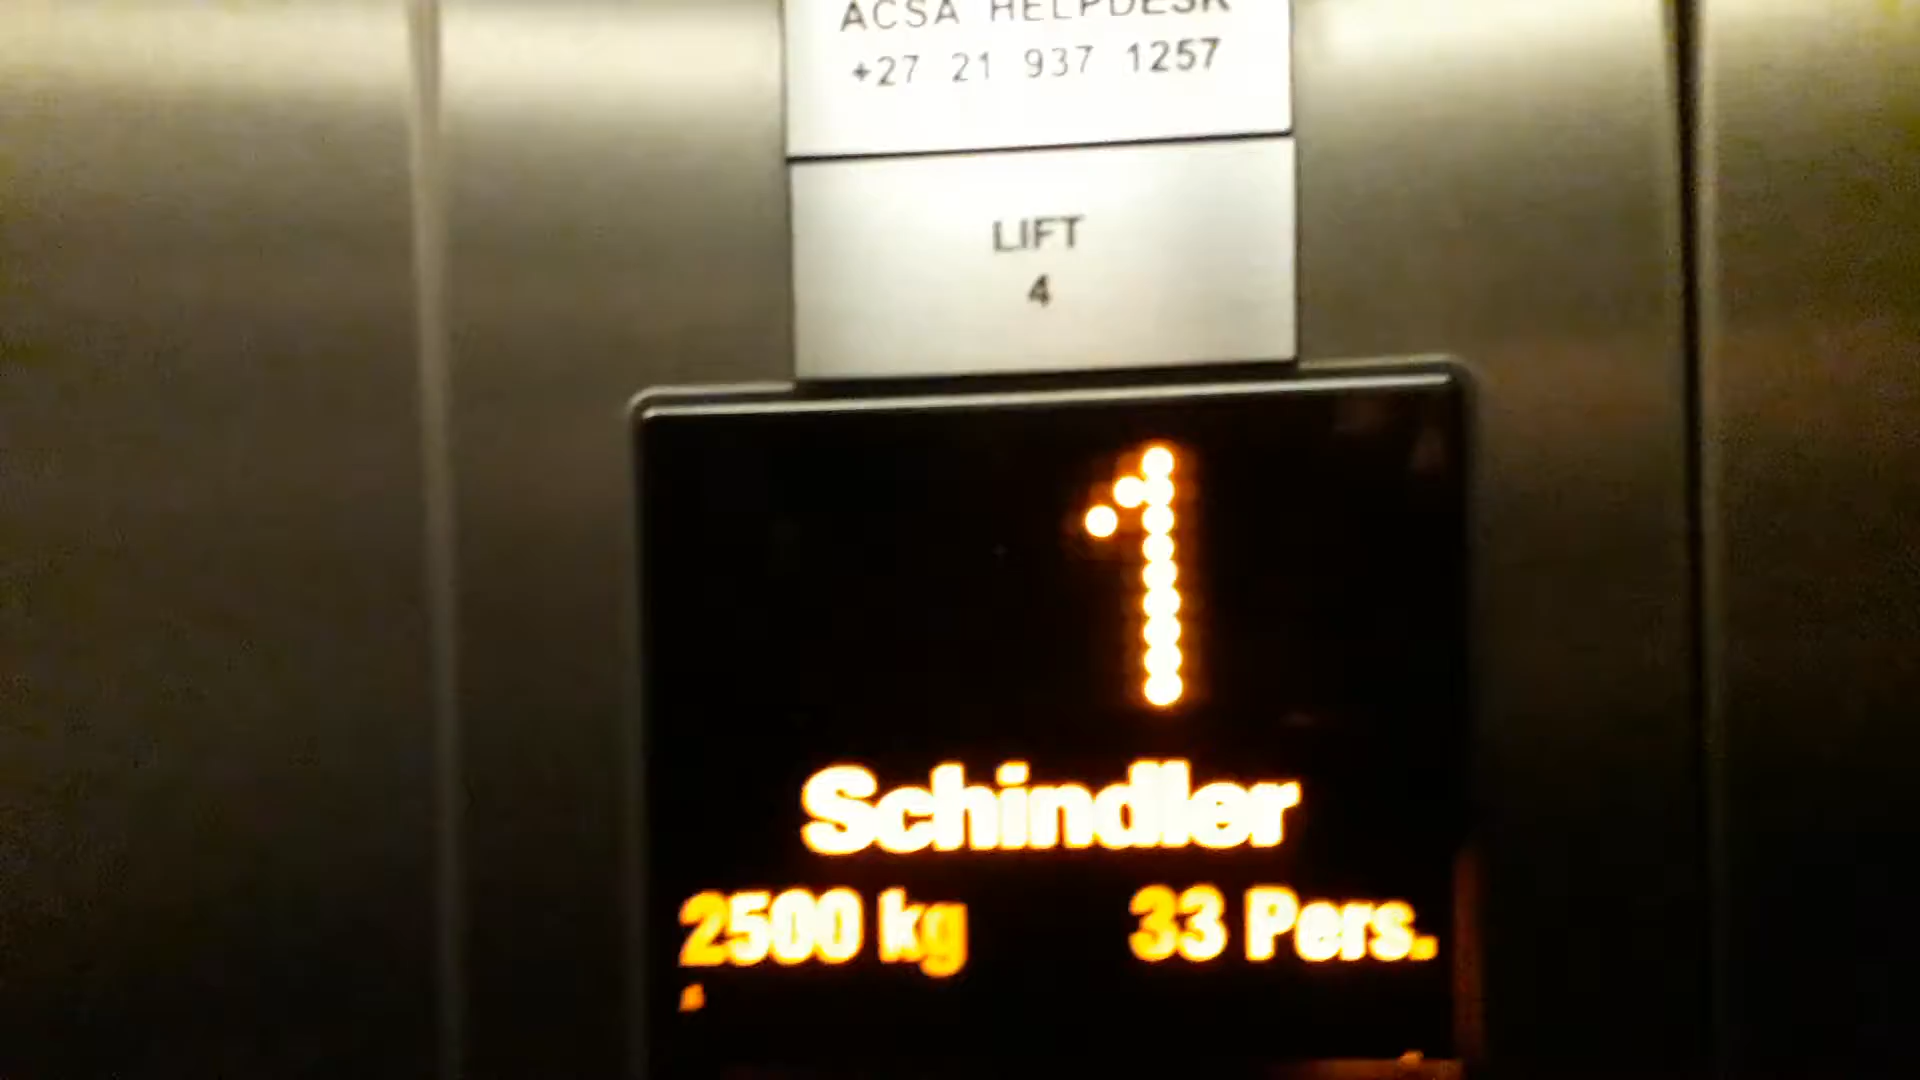 ACSA HELPDESK
+27 21 937 1257
LIFT
4
1
Schindler
2500 kg 33 Pers.